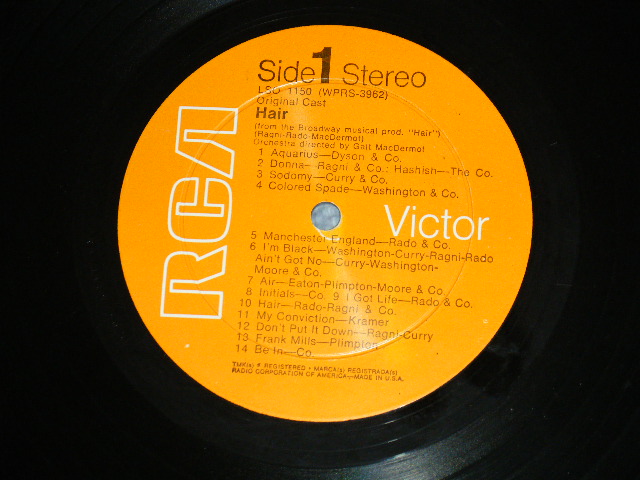 RCA
Side 1 Stereo
LSO 1150 (WPRS-3962)
Original Cast
Hair
(from the Broadway musical prod. "Hair")
(Ragni-Rado-MacDermot)
Orchestra directed by Galt MacDermot
1 Aquarius—Dyson & Co.
2 Donna—Ragni & Co.: Hashish—The Co.
3 Sodomy—Curry & Co.
4 Colored Spade—Washington & Co.
Victor
5 Manchester England—Rado & Co.
6 I'm Black—Washington-Curry-Ragni-Rado
Ain't Got No—Curry-Washington-
Moore & Co.
7 Air—Eaton-Plimpton-Moore & Co.
8 Initials—Co. 9 I Got Life—Rado & Co.
10 Hair—Rado-Ragni & Co.
11 My Conviction—Kramer
12 Don't Put It Down—Ragni-Curry
13 Frank Mills—Plimpton
14 Be In—Co.
TMK(s) ® REGISTERED • MARCA(s) REGISTRADA(s)
RADIO CORPORATION OF AMERICA—MADE IN U.S.A.